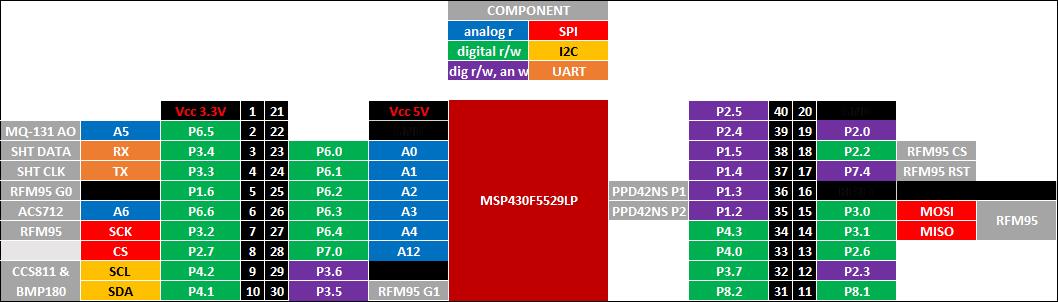 COMPONENT
analog r SPI
digital r/w I2C
dig r/w, an w UART
Vcc 3.3V 1 21 Vcc 5V P2.5 40 20
MQ-131 AO A5 P6.5 2 22 P2.4 39 19 P2.0
SHT DATA RX P3.4 3 23 P6.0 A0 P1.5 38 18 P2.2 RFM95 CS
SHT CLK TX P3.3 4 24 P6.1 A1 P1.4 37 17 P7.4 RFM95 RST
RFM95 G0 P1.6 5 25 P6.2 A2 MSP430F5529LP PPD42NS P1 P1.3 36 16
ACS712 A6 P6.6 6 26 P6.3 A3 PPD42NS P2 P1.2 35 15 P3.0 MOSI RFM95
RFM95 SCK P3.2 7 27 P6.4 A4 P4.3 34 14 P3.1 MISO
CS P2.7 8 28 P7.0 A12 P4.0 33 13 P2.6
CCS811 & SCL P4.2 9 29 P3.6 P3.7 32 12 P2.3
BMP180 SDA P4.1 10 30 P3.5 RFM95 G1 P8.2 31 11 P8.1